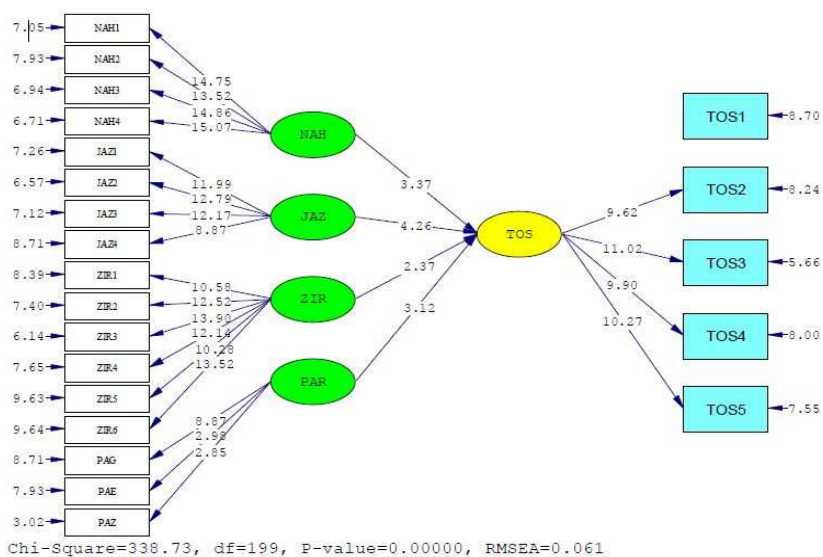 7.05 NAH1
7.93 NAH2
6.94 NAH3
6.71 NAH4
7.26 JAZ1
6.57 JAZ2
7.12 JAZ3
8.71 JAZ4
8.39 ZIR1
7.40 ZIR2
6.14 ZIR3
7.65 ZIR4
9.63 ZIR5
9.64 ZIR6
8.71 PAG
7.93 PAE
3.02 PAZ
14.75
13.52
14.86
15.07
11.99
12.79
12.17
8.87
10.58
12.52
13.90
12.14
10.28
13.52
8.87
2.98
2.85
NAH
JAZ
ZIR
PAR
3.37
4.26
2.37
3.12
TOS
9.62
11.02
9.90
10.27
TOS1 8.70
TOS2 8.24
TOS3 5.66
TOS4 8.00
TOS5 7.55
Chi-Square=338.73, df=199, P-value=0.00000, RMSEA=0.061